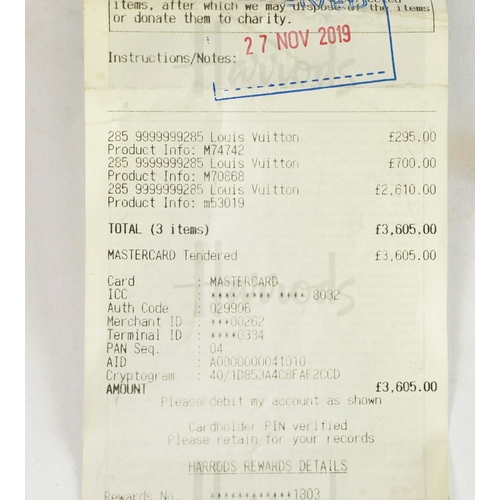 items, after which we may dispose of the items
or donate them to charity.
27 NOV 2019
Instructions/Notes:
Harrods
285 9999999285 Louis Vuitton £295.00
Product Info: M74742
285 9999999285 Louis Vuitton £700.00
Product Info: M70868
285 9999999285 Louis Vuitton £2,610.00
Product Info: m53019
TOTAL (3 items) £3,605.00
MASTERCARD Tendered £3,605.00
Harrods
Card : MASTERCARD
ICC : **** **** **** 8032
Auth Code : 029906
Merchant ID : ***00262
Terminal ID : ****0334
PAN Seq. : 04
AID : A0000000041010
Cryptogram : 40/1D853A4C8FAF2CCD
AMOUNT £3,605.00
Please debit my account as shown
Cardholder PIN verified
Please retain for your records
HARRODS REWARDS DETAILS
Rewards No. ************1803